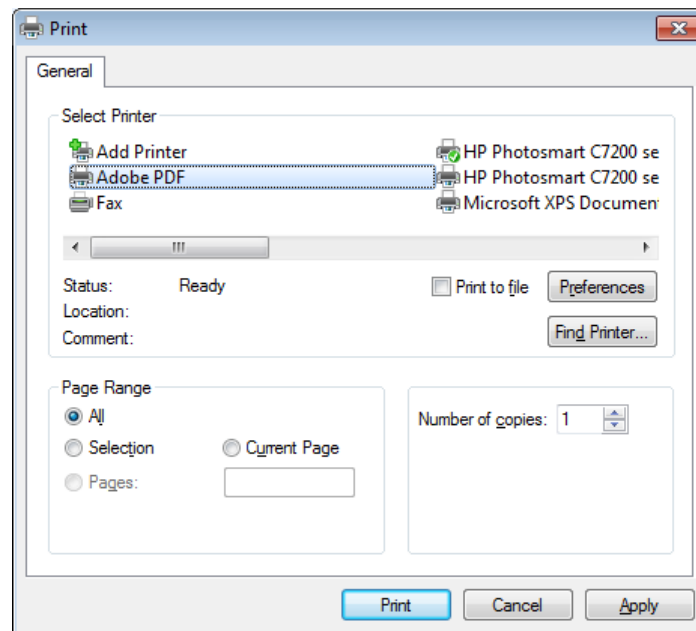 Print
General
Select Printer
Add Printer
HP Photosmart C7200 se
Adobe PDF
HP Photosmart C7200 se
Fax
Microsoft XPS Documen
Status: Ready
Print to file
Preferences
Location:
Comment:
Find Printer...
Page Range
All
Number of copies: 1
Selection
Current Page
Pages:
Print
Cancel
Apply